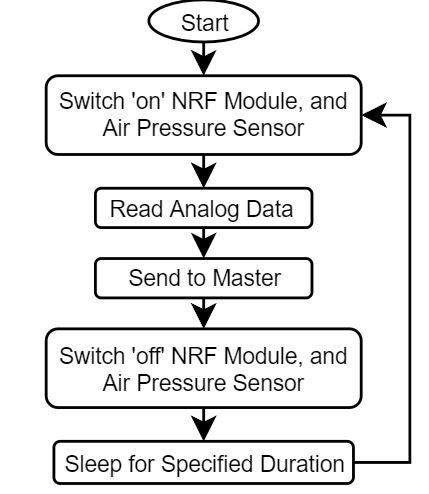 Start
Switch 'on' NRF Module, and
Air Pressure Sensor
Read Analog Data
Send to Master
Switch 'off' NRF Module, and
Air Pressure Sensor
Sleep for Specified Duration